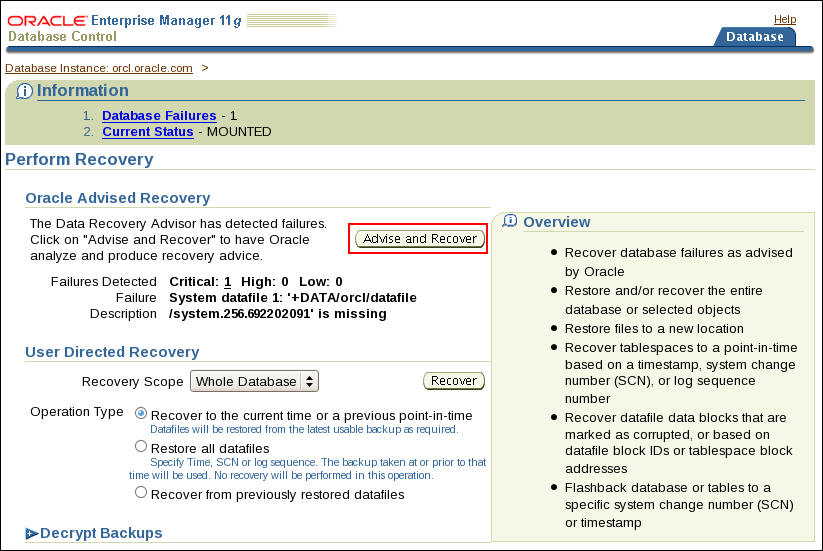 ORACLE Enterprise Manager 11g
Database Control
Help
Database
Database Instance: orcl.oracle.com >
Information
1. Database Failures - 1
2. Current Status - MOUNTED
Perform Recovery
Oracle Advised Recovery
The Data Recovery Advisor has detected failures.
Click on "Advise and Recover" to have Oracle
analyze and produce recovery advice.
Advise and Recover
Failures Detected Critical: 1 High: 0 Low: 0
Failure System datafile 1: '+DATA/orcl/datafile
Description /system.256.692202091' is missing
User Directed Recovery
Recovery Scope Whole Database
Recover
Operation Type Recover to the current time or a previous point-in-time
Datafiles will be restored from the latest usable backup as required.
Restore all datafiles
Specify Time, SCN or log sequence. The backup taken at or prior to that
time will be used. No recovery will be performed in this operation.
Recover from previously restored datafiles
Decrypt Backups
Overview
• Recover database failures as advised
by Oracle
• Restore and/or recover the entire
database or selected objects
• Restore files to a new location
• Recover tablespaces to a point-in-time
based on a timestamp, system change
number (SCN), or log sequence
number
• Recover datafile data blocks that are
marked as corrupted, or based on
datafile block IDs or tablespace block
addresses
• Flashback database or tables to a
specific system change number (SCN)
or timestamp